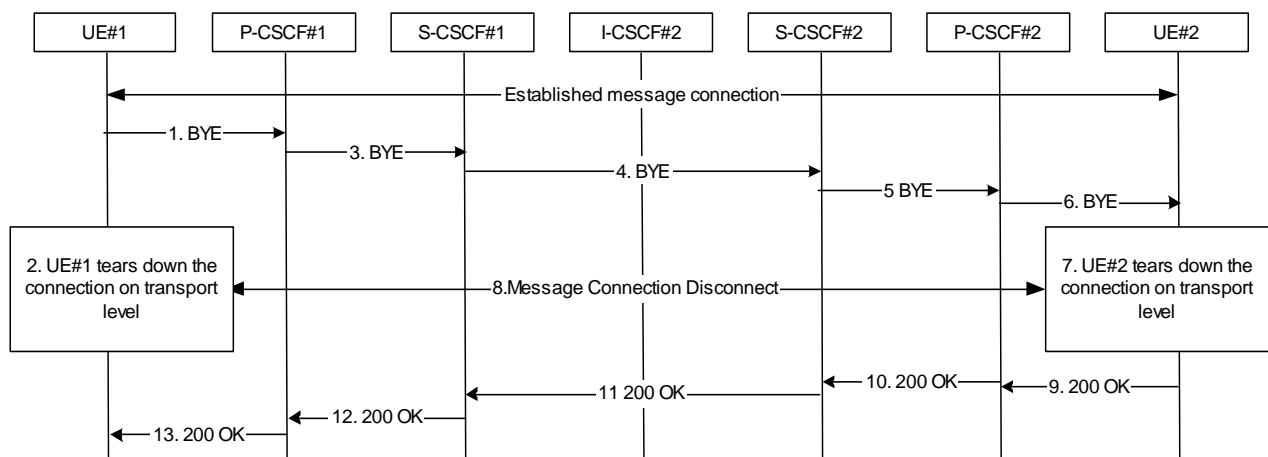 UE#1
P-CSCF#1
S-CSCF#1
I-CSCF#2
S-CSCF#2
P-CSCF#2
UE#2
Established message connection
1. BYE
3. BYE
4. BYE
5 BYE
6. BYE
2. UE#1 tears down the
connection on transport
level
8.Message Connection Disconnect
7. UE#2 tears down the
connection on transport
level
9. 200 OK
10. 200 OK
11 200 OK
12. 200 OK
13. 200 OK